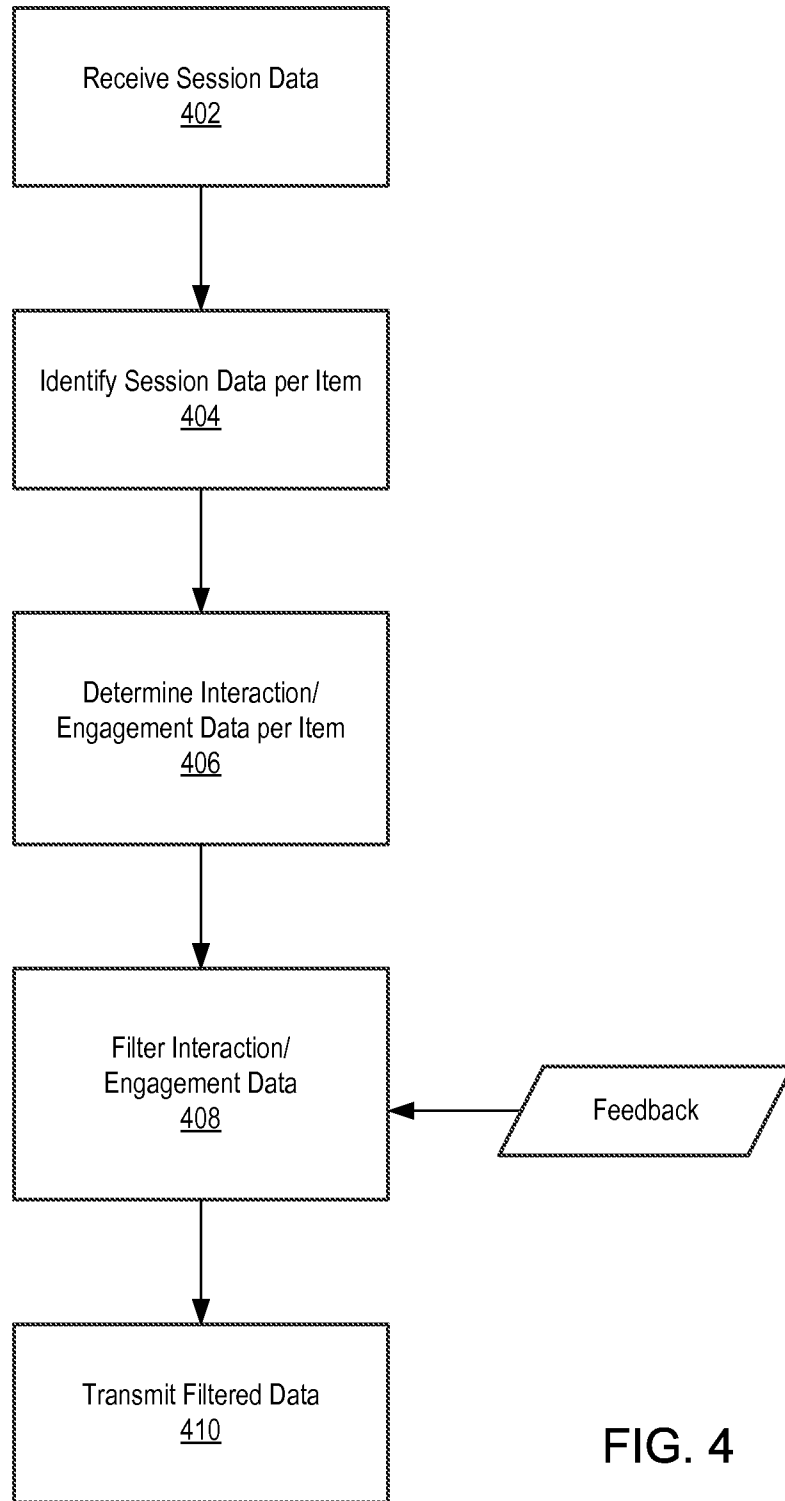 Receive Session Data
402
Identify Session Data per Item
404
Determine Interaction/
Engagement Data per Item
406
Filter Interaction/
Engagement Data
408
Feedback
Transmit Filtered Data
410
FIG. 4